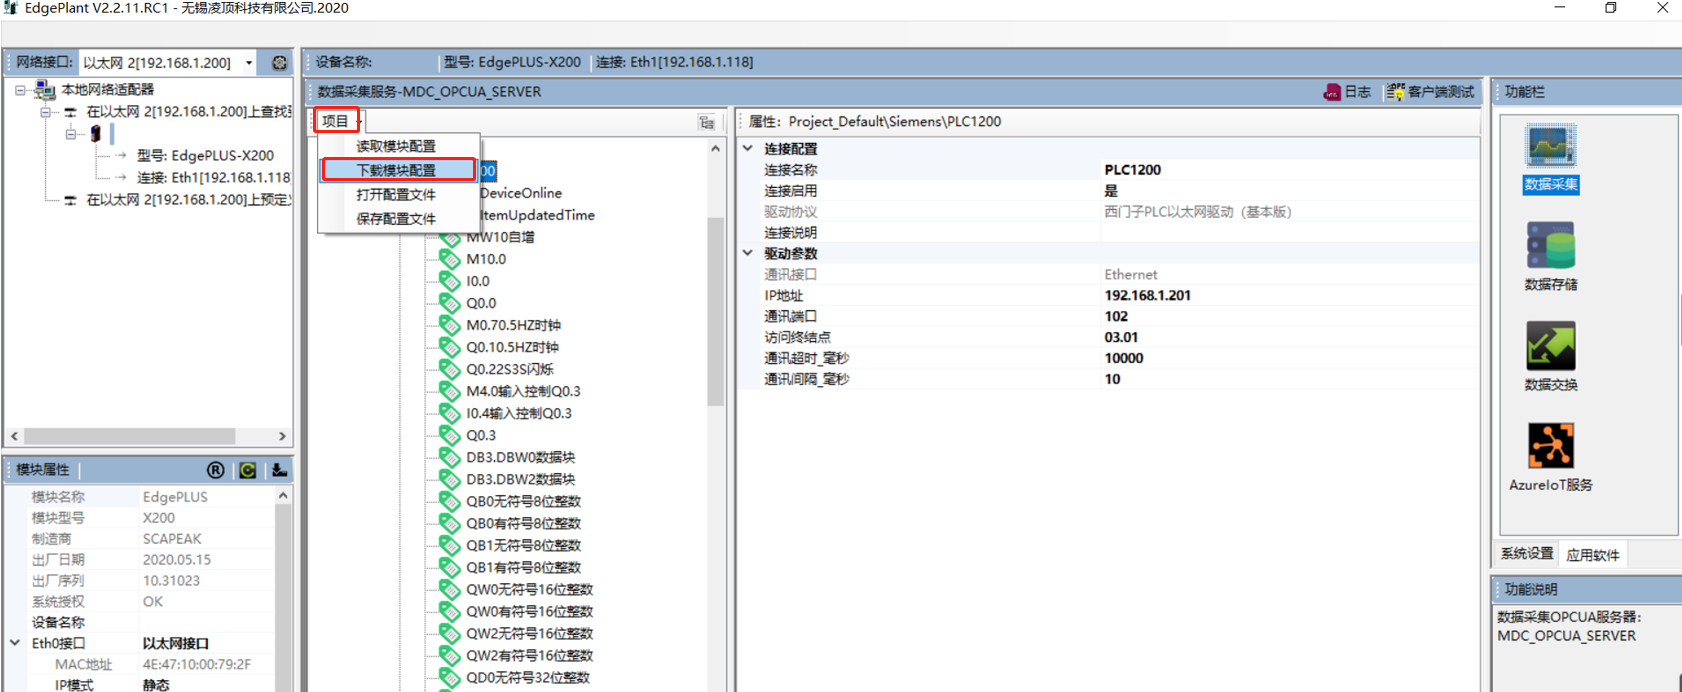 EdgePlant V2.2.11.RC1 - 无锡凌顶科技有限公司.2020
网络接口: 以太网 2[192.168.1.200]
本地网络适配器
在以太网 2[192.168.1.200]上查找到
型号: EdgePLUS-X200
连接: Eth1[192.168.1.118]
在以太网 2[192.168.1.200]上预定义
模块属性
模块名称 EdgePLUS
模块型号 X200
制造商 SCAPEAK
出厂日期 2020.05.15
出厂序列 10.31023
系统授权 OK
设备名称
Eth0接口 以太网接口
MAC地址 4E:47:10:00:79:2F
IP模式 静态
设备名称: 型号: EdgePLUS-X200 连接: Eth1[192.168.1.118]
数据采集服务-MDC_OPCUA_SERVER 日志 客户端测试
项目
读取模块配置
下载模块配置
打开配置文件
保存配置文件
00
DeviceOnline
ItemUpdatedTime
MW10自增
M10.0
I0.0
Q0.0
M0.70.5HZ时钟
Q0.10.5HZ时钟
Q0.22S3S闪烁
M4.0输入控制Q0.3
I0.4输入控制Q0.3
Q0.3
DB3.DBW0数据块
DB3.DBW2数据块
QB0无符号8位整数
QB0有符号8位整数
QB1无符号8位整数
QB1有符号8位整数
QW0无符号16位整数
QW0有符号16位整数
QW2无符号16位整数
QW2有符号16位整数
QD0无符号32位整数
属性: Project_Default\Siemens\PLC1200
连接配置
连接名称 PLC1200
连接启用 是
驱动协议 西门子PLC以太网驱动（基本版）
连接说明
驱动参数
通讯接口 Ethernet
IP地址 192.168.1.201
通讯端口 102
访问终结点 03.01
通讯超时_毫秒 10000
通讯间隔_毫秒 10
功能栏
数据采集
数据存储
数据交换
AzureIoT服务
系统设置 应用软件
功能说明
数据采集OPCUA服务器:
MDC_OPCUA_SERVER